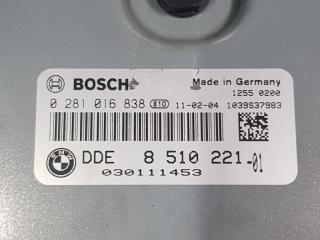 BOSCH
Made in Germany
1255 0200
0 281 016 838 810 11-02-04 1039S37983
BMW
DDE 8 510 221-01
030111453